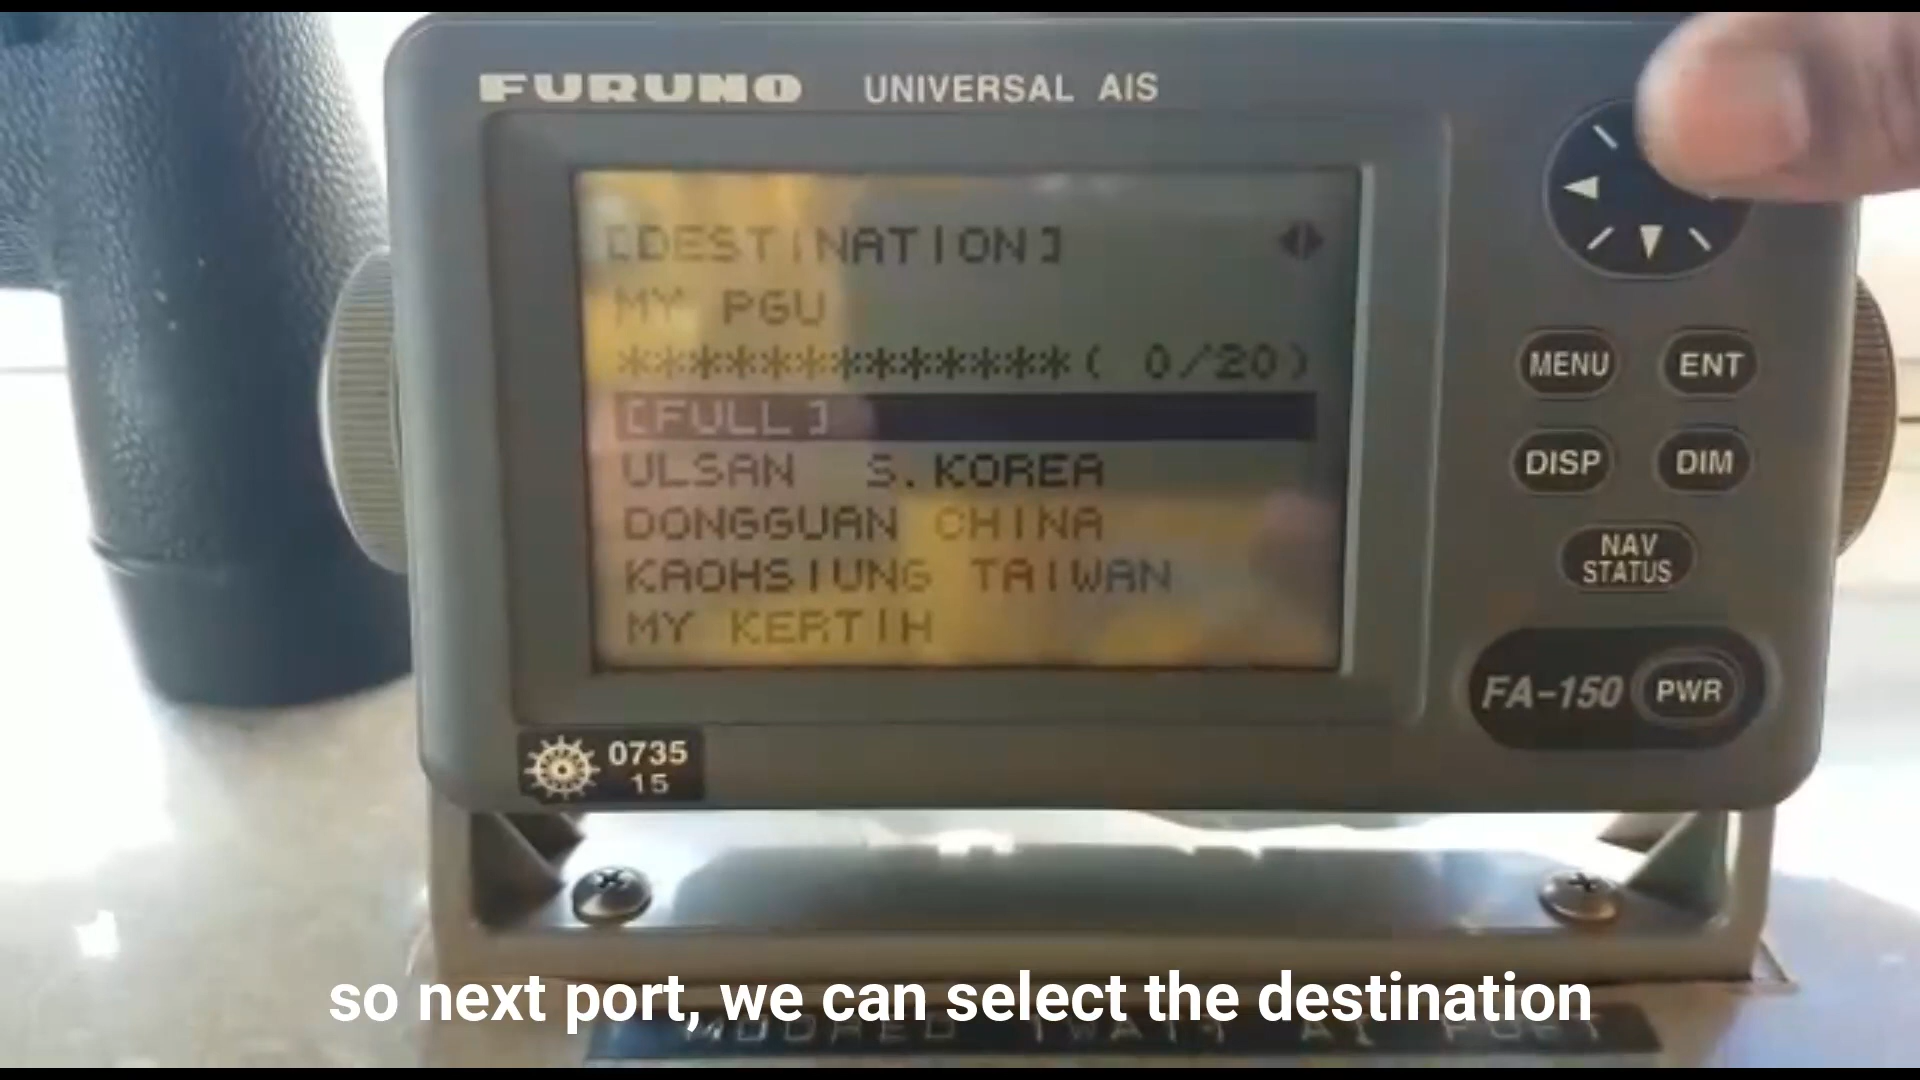 FURUNO UNIVERSAL AIS
[DESTINATION]
MY PGU
*************( 0/20)
[FULL]
ULSAN S.KOREA
DONGGUAN CHINA
KAOHSIUNG TAIWAN
MY KERTIH
MENU ENT
DISP DIM
NAV
STATUS
FA-150 PWR
0735
15
so next port, we can select the destination
MOORED